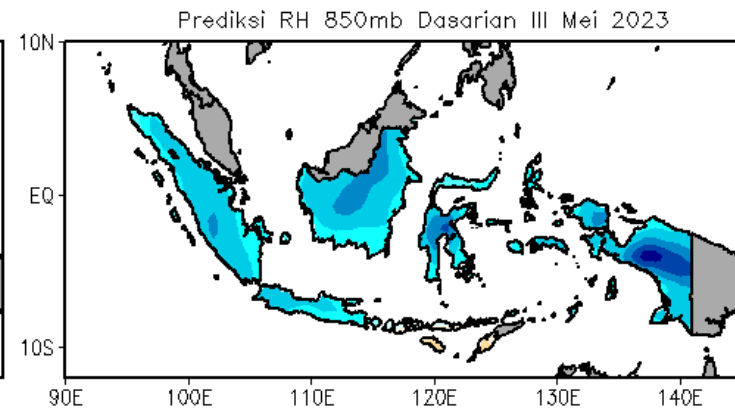 Prediksi RH 850mb Dasarian III Mei 2023
10N
EQ
10S
90E 100E 110E 120E 130E 140E